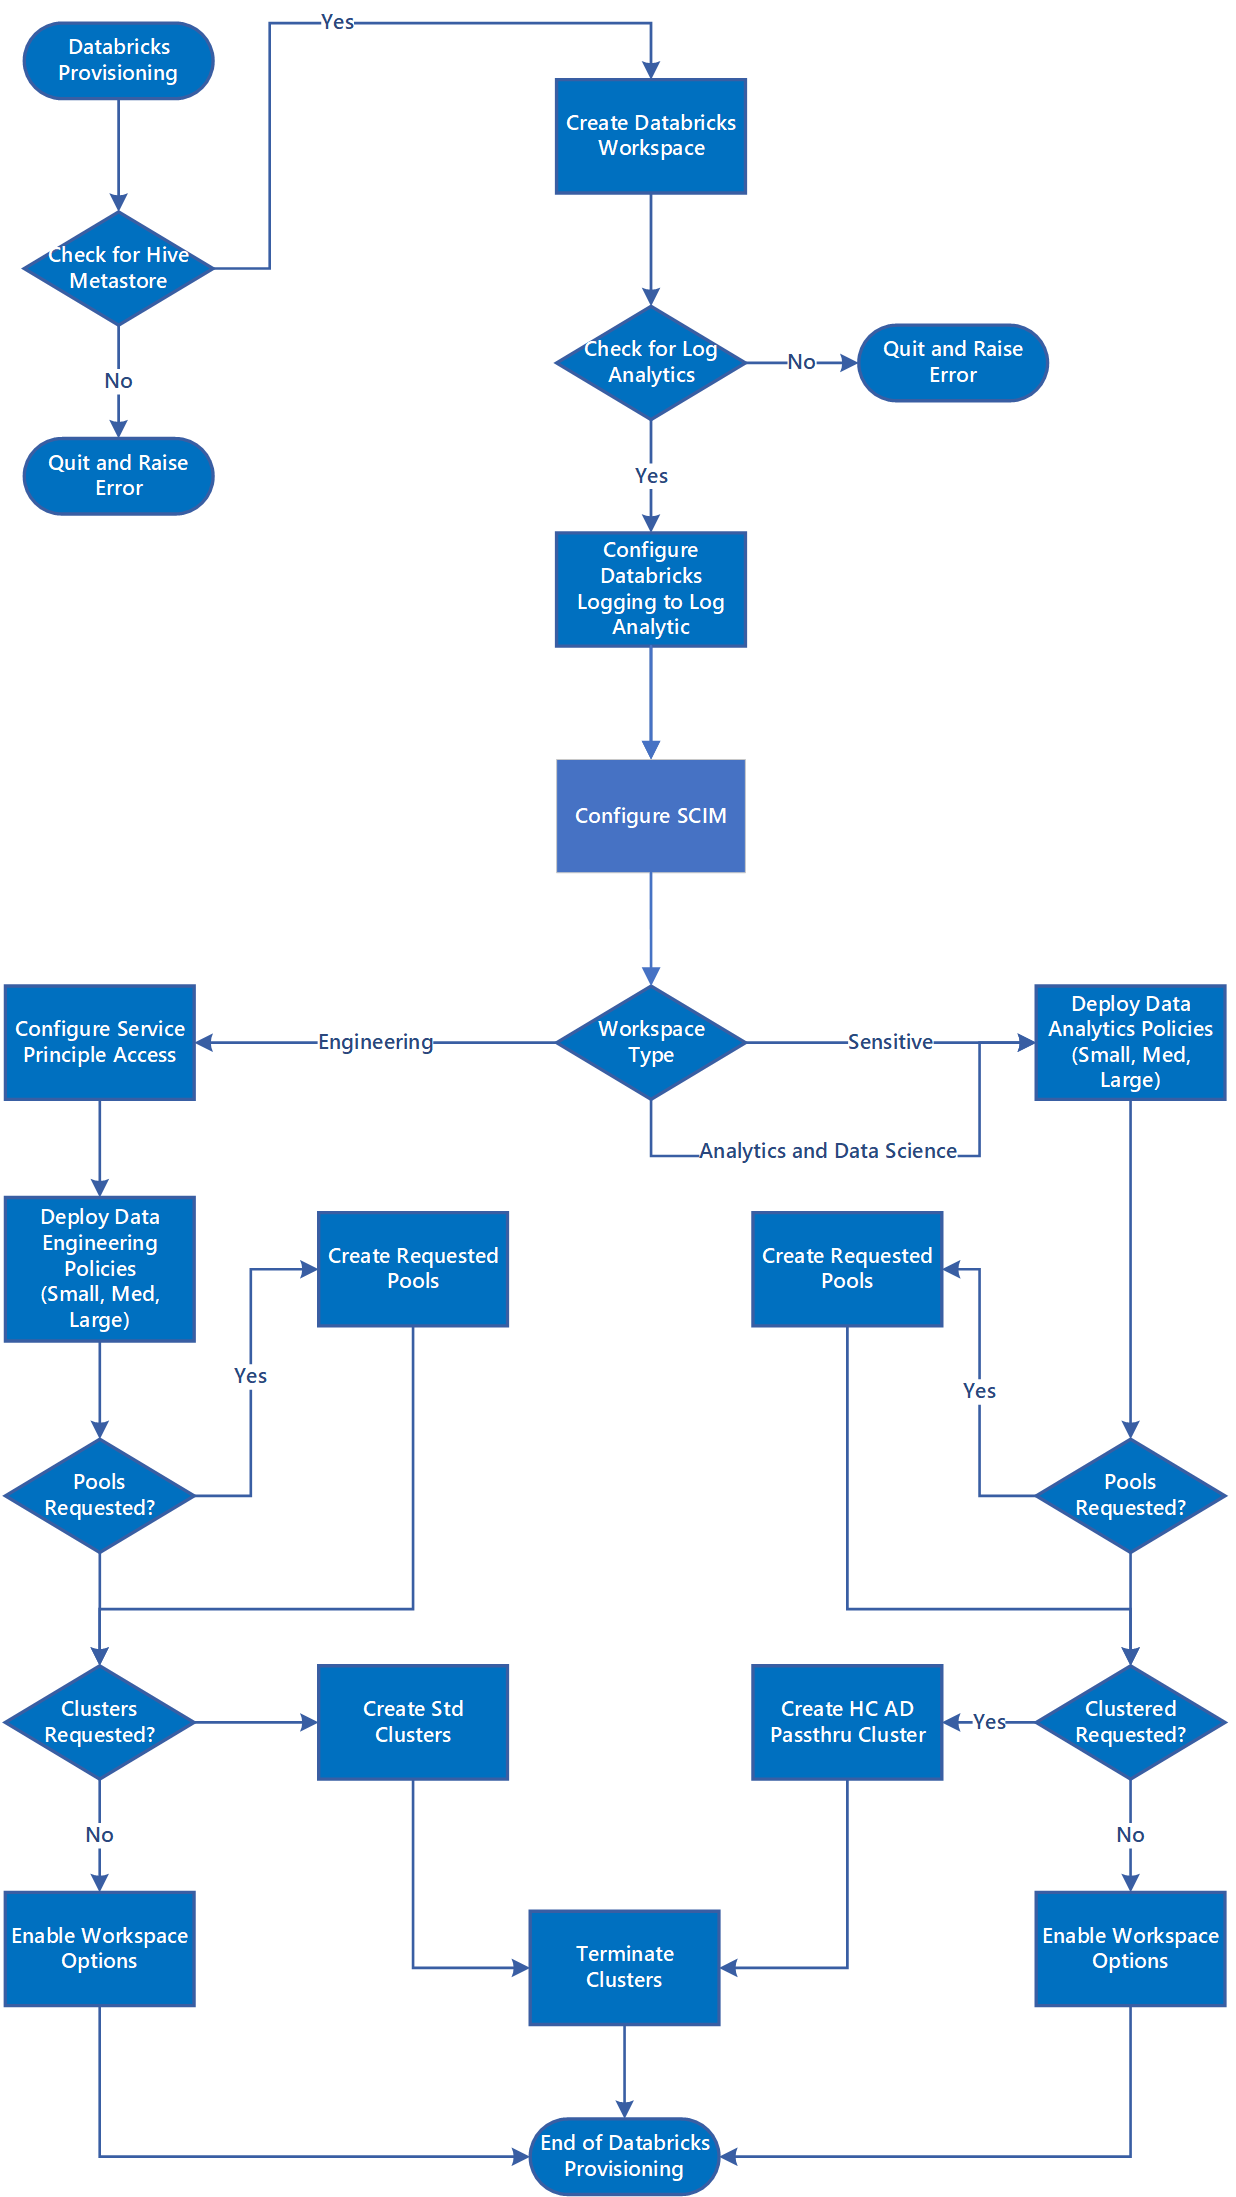 Yes
Databricks
Provisioning
Create Databricks
Workspace
Check for Hive
Metastore
No
Quit and Raise
Error
Check for Log
Analytics
No
Quit and Raise
Error
Yes
Configure
Databricks
Logging to Log
Analytic
Configure SCIM
Workspace
Type
Engineering
Configure Service
Principle Access
Sensitive
Deploy Data
Analytics Policies
(Small, Med,
Large)
Analytics and Data Science
Deploy Data
Engineering
Policies
(Small, Med,
Large)
Create Requested
Pools
Create Requested
Pools
Yes
Yes
Pools
Requested?
Pools
Requested?
Clusters
Requested?
Create Std
Clusters
Create HC AD
Passthru Cluster
Yes
Clustered
Requested?
No
No
Enable Workspace
Options
Terminate
Clusters
Enable Workspace
Options
End of Databricks
Provisioning